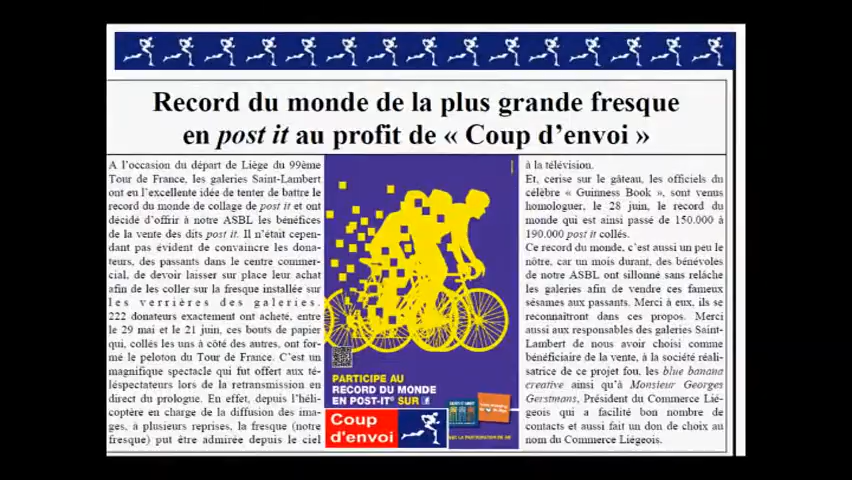 Record du monde de la plus grande fresque
en post it au profit de « Coup d’envoi »
A l’occasion du départ de Liège du 99ème
Tour de France, les galeries Saint-Lambert
ont eu l’excellente idée de tenter de battre le
record du monde de collage de post it et ont
décidé d’offrir à notre ASBL les bénéfices
de la vente des dits post it. Il n’était cepen-
dant pas évident de convaincre les dona-
teurs, des passants dans le centre commer-
cial, de devoir laisser sur place leur achat
afin de les coller sur la fresque installée sur
les verrières des galeries.
222 donateurs exactement ont acheté, entre
le 29 mai et le 21 juin, ces bouts de papier
qui, collés les uns à côté des autres, ont for-
mé le peloton du Tour de France. C’est un
magnifique spectacle qui fut offert aux té-
léspectateurs lors de la retransmission en
direct du prologue. En effet, depuis l’héli-
coptère en charge de la diffusion des ima-
ges, à plusieurs reprises, la fresque (notre
fresque) put être admirée depuis le ciel
PARTICIPE AU
RECORD DU MONDE
EN POST-IT® SUR
Coup
d’envoi
à la télévision.
Et, cerise sur le gâteau, les officiels du
célèbre « Guinness Book », sont venus
homologuer, le 28 juin, le record du
monde qui est ainsi passé de 150.000 à
190.000 post it collés.
Ce record du monde, c’est aussi un peu le
nôtre, car un mois durant, des bénévoles
de notre ASBL ont sillonné sans relâche
les galeries afin de vendre ces fameux
sésames aux passants. Merci à eux, ils se
reconnaîtront dans ces propos. Merci
aussi aux responsables des galeries Saint-
Lambert de nous avoir choisi comme
bénéficiaire de la vente, à la société réali-
satrice de ce projet fou, les blue banana
creative ainsi qu’à Monsieur Georges
Gerstmans, Président du Commerce Lié-
geois qui a facilité bon nombre de
contacts et aussi fait un don de choix au
nom du Commerce Liégeois.